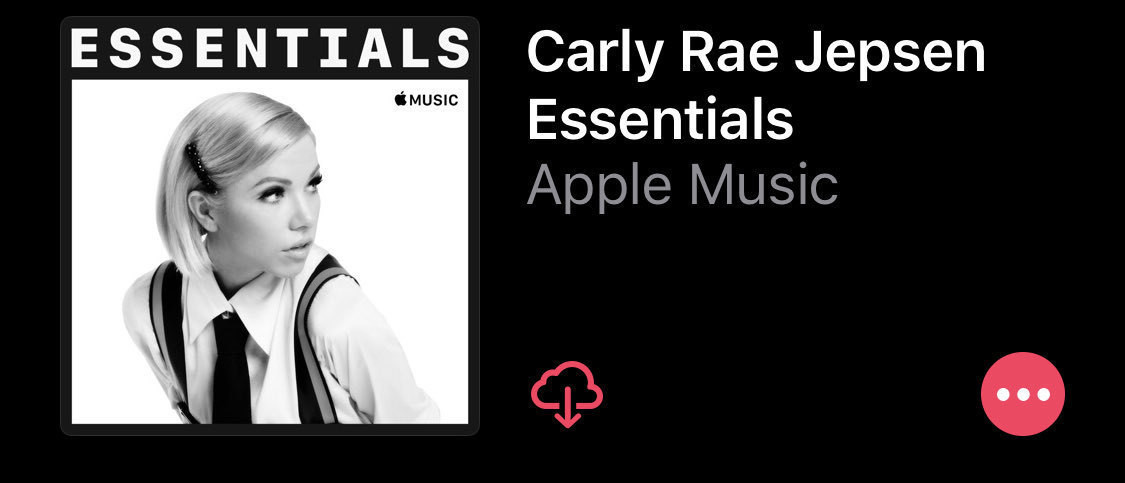 ESSENTIALS
MUSIC
Carly Rae Jepsen
Essentials
Apple Music